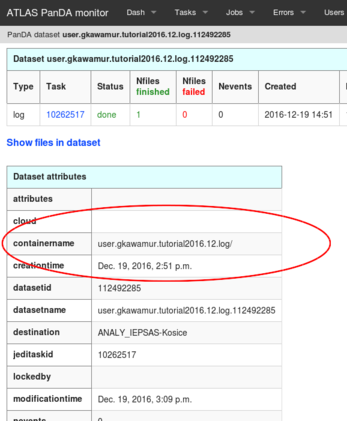 ATLAS PanDA monitor Dash Tasks Jobs Errors Users
PanDA dataset user.gkawamur.tutorial2016.12.log.112492285
Dataset user.gkawamur.tutorial2016.12.log.112492285
Type Task Status Nfiles finished Nfiles failed Nevents Created
log 10262517 done 1 0 0 2016-12-19 14:51
Show files in dataset
Dataset attributes
attributes
cloud
containername user.gkawamur.tutorial2016.12.log/
creationtime Dec. 19, 2016, 2:51 p.m.
datasetid 112492285
datasetname user.gkawamur.tutorial2016.12.log.112492285
destination ANALY_IEPSAS-Kosice
jeditaskid 10262517
lockedby
modificationtime Dec. 19, 2016, 3:09 p.m.
nevents 0